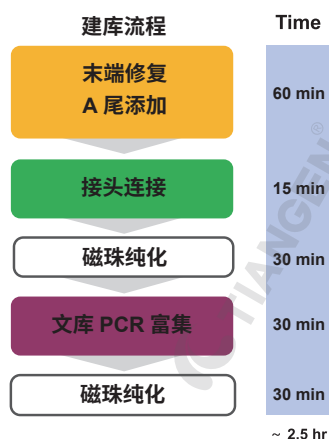 建库流程 Time
末端修复
A 尾添加
60 min
接头连接 15 min
磁珠纯化 30 min
文库 PCR 富集 30 min
磁珠纯化 30 min
~ 2.5 hr
TIANGEN®